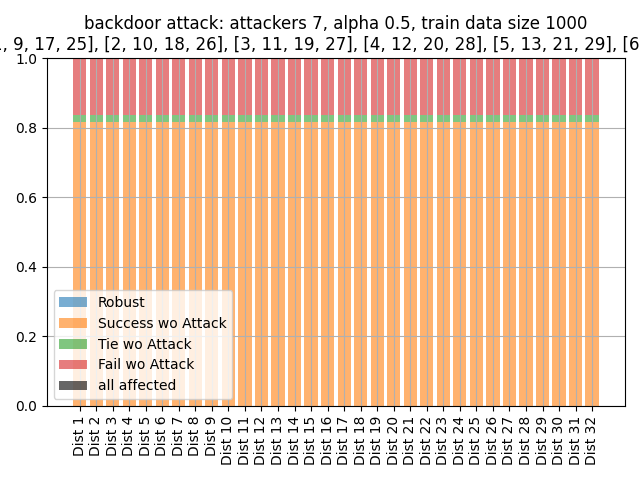 backdoor attack: attackers 7, alpha 0.5, train data size 1000
, 9, 17, 25], [2, 10, 18, 26], [3, 11, 19, 27], [4, 12, 20, 28], [5, 13, 21, 29], [6
1.0
0.8
0.6
0.4
0.2
0.0
Robust
Success wo Attack
Tie wo Attack
Fail wo Attack
all affected
Dist 1
Dist 2
Dist 3
Dist 4
Dist 5
Dist 6
Dist 7
Dist 8
Dist 9
Dist 10
Dist 11
Dist 12
Dist 13
Dist 14
Dist 15
Dist 16
Dist 17
Dist 18
Dist 19
Dist 20
Dist 21
Dist 22
Dist 23
Dist 24
Dist 25
Dist 26
Dist 27
Dist 28
Dist 29
Dist 30
Dist 31
Dist 32